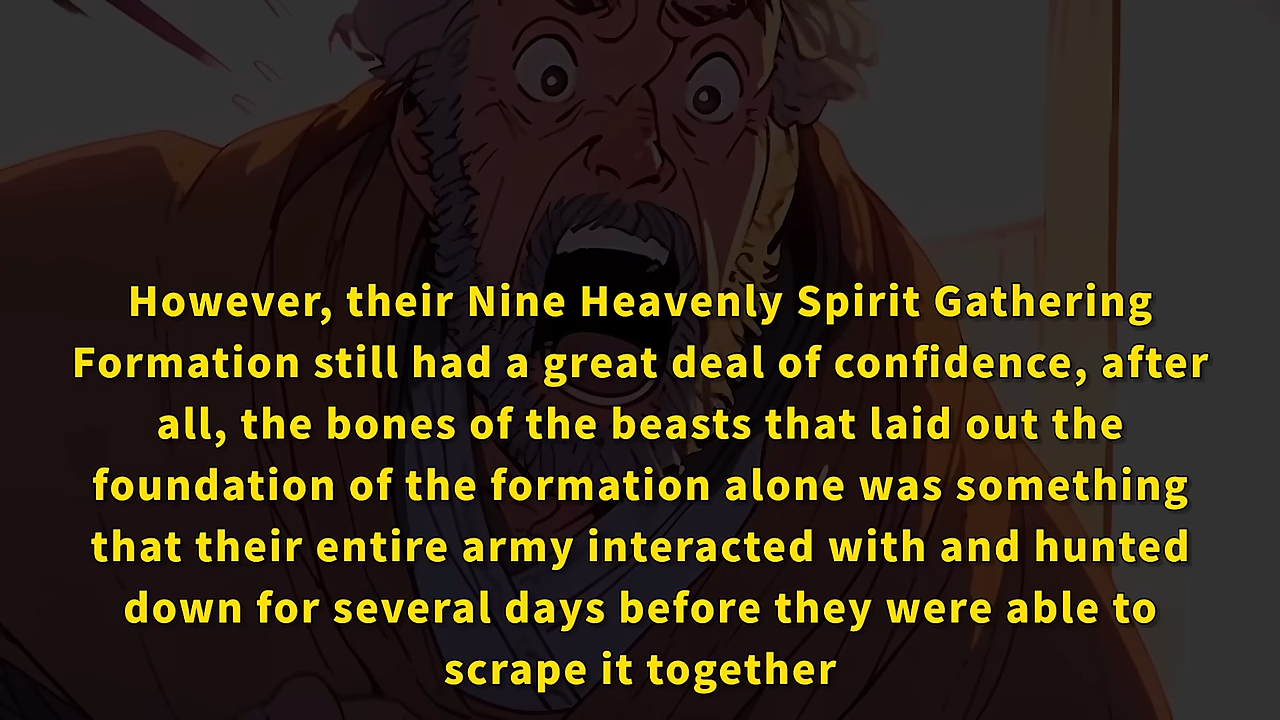 However, their Nine Heavenly Spirit Gathering
Formation still had a great deal of confidence, after
all, the bones of the beasts that laid out the
foundation of the formation alone was something
that their entire army interacted with and hunted
down for several days before they were able to
scrape it together